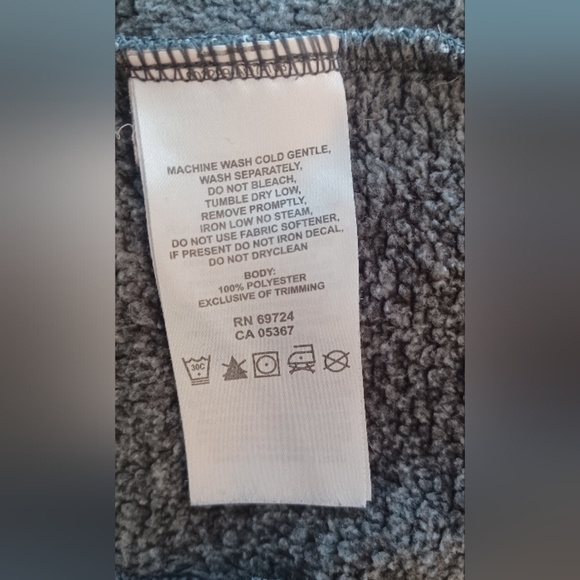 MACHINE WASH COLD GENTLE,
WASH SEPARATELY,
DO NOT BLEACH,
TUMBLE DRY LOW,
REMOVE PROMPTLY,
IRON LOW NO STEAM,
DO NOT USE FABRIC SOFTENER,
IF PRESENT DO NOT IRON DECAL,
DO NOT DRYCLEAN
BODY:
100% POLYESTER
EXCLUSIVE OF TRIMMING
RN 69724
CA 05367
30C